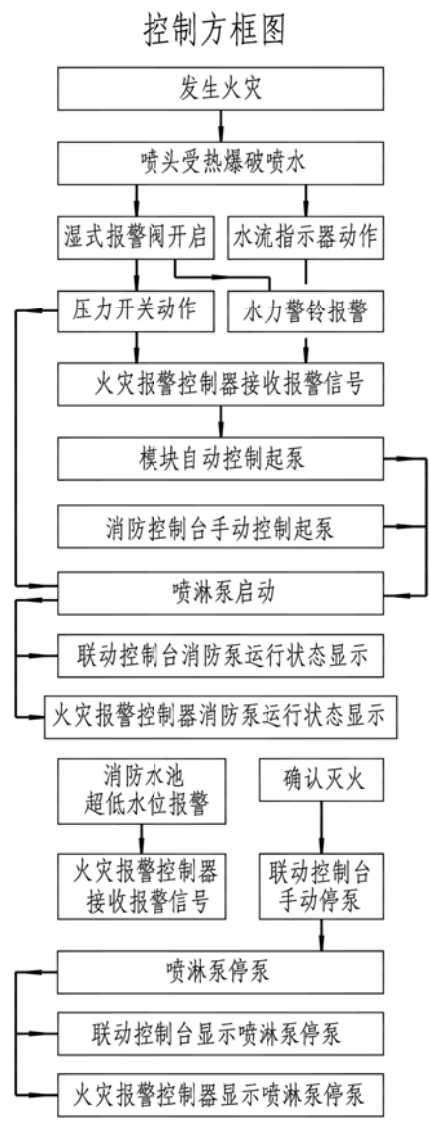 控制方框图
发生火灾
喷头受热爆破喷水
湿式报警阀开启
水流指示器动作
压力开关动作
水力警铃报警
火灾报警控制器接收报警信号
模块自动控制起泵
消防控制台手动控制起泵
喷淋泵启动
联动控制台消防泵运行状态显示
火灾报警控制器消防泵运行状态显示
消防水池
超低水位报警
确认灭火
火灾报警控制器
接收报警信号
联动控制台
手动停泵
喷淋泵停泵
联动控制台显示喷淋泵停泵
火灾报警控制器显示喷淋泵停泵